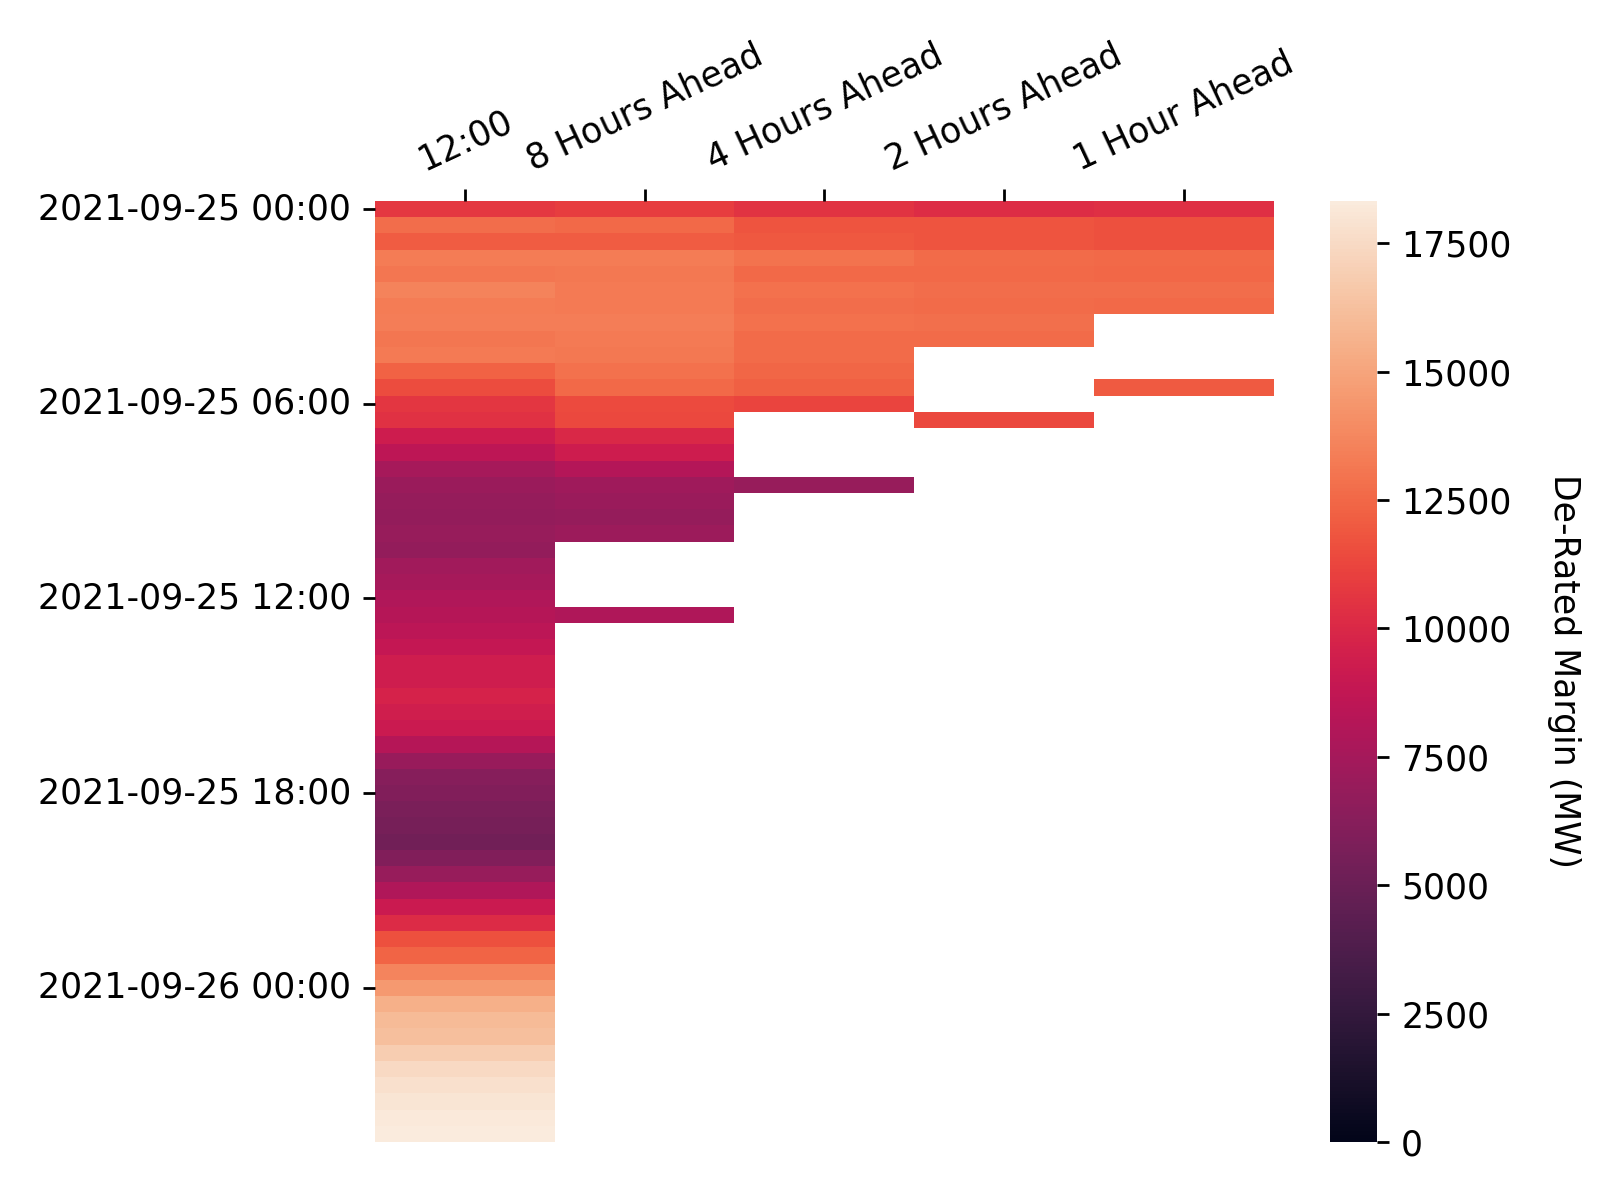 12:00
8 Hours Ahead
4 Hours Ahead
2 Hours Ahead
1 Hour Ahead
2021-09-25 00:00
2021-09-25 06:00
2021-09-25 12:00
2021-09-25 18:00
2021-09-26 00:00
17500
15000
12500
10000
7500
5000
2500
0
De-Rated Margin (MW)